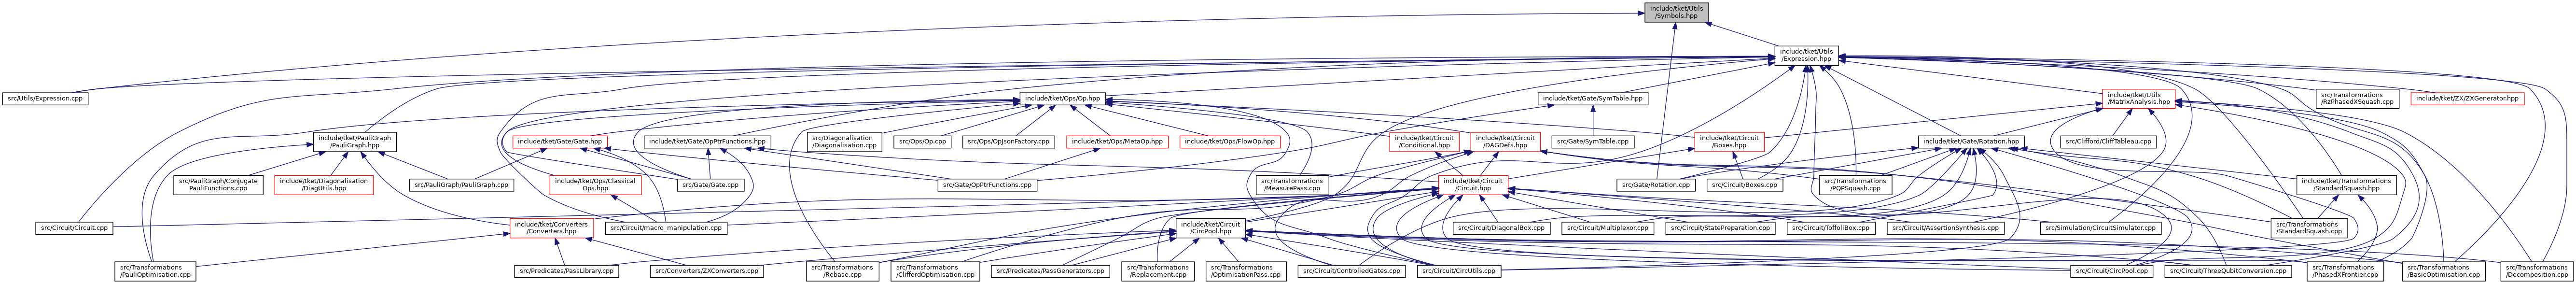 include/tket/Utils
/Symbols.hpp
include/tket/Utils
/Expression.hpp
src/Utils/Expression.cpp
include/tket/Ops/Op.hpp
include/tket/Gate/SymTable.hpp
include/tket/Utils
/MatrixAnalysis.hpp
src/Transformations
/RzPhasedXSquash.cpp
include/tket/ZX/ZXGenerator.hpp
include/tket/PauliGraph
/PauliGraph.hpp
include/tket/Gate/Gate.hpp
include/tket/Gate/OpPtrFunctions.hpp
src/Diagonalisation
/Diagonalisation.cpp
src/Ops/Op.cpp
src/Ops/OpJsonFactory.cpp
include/tket/Ops/MetaOp.hpp
include/tket/Ops/FlowOp.hpp
include/tket/Circuit
/Conditional.hpp
include/tket/Circuit
/DAGDefs.hpp
src/Gate/SymTable.cpp
include/tket/Circuit
/Boxes.hpp
include/tket/Gate/Rotation.hpp
src/Clifford/CliffTableau.cpp
src/PauliGraph/Conjugate
PauliFunctions.cpp
include/tket/Diagonalisation
/DiagUtils.hpp
src/PauliGraph/PauliGraph.cpp
include/tket/Ops/Classical
Ops.hpp
src/Gate/Gate.cpp
src/Gate/OpPtrFunctions.cpp
src/Transformations
/MeasurePass.cpp
include/tket/Circuit
/Circuit.hpp
src/Gate/Rotation.cpp
src/Circuit/Boxes.cpp
src/Transformations
/PQPSquash.cpp
include/tket/Transformations
/StandardSquash.hpp
src/Circuit/Circuit.cpp
include/tket/Converters
/Converters.hpp
src/Circuit/macro_manipulation.cpp
include/tket/Circuit
/CircPool.hpp
src/Circuit/DiagonalBox.cpp
src/Circuit/Multiplexor.cpp
src/Circuit/StatePreparation.cpp
src/Circuit/ToffoliBox.cpp
src/Circuit/AssertionSynthesis.cpp
src/Simulation/CircuitSimulator.cpp
src/Transformations
/StandardSquash.cpp
src/Transformations
/PauliOptimisation.cpp
src/Predicates/PassLibrary.cpp
src/Converters/ZXConverters.cpp
src/Transformations
/Rebase.cpp
src/Transformations
/CliffordOptimisation.cpp
src/Predicates/PassGenerators.cpp
src/Transformations
/Replacement.cpp
src/Transformations
/OptimisationPass.cpp
src/Circuit/ControlledGates.cpp
src/Circuit/CircUtils.cpp
src/Circuit/CircPool.cpp
src/Circuit/ThreeQubitConversion.cpp
src/Transformations
/PhasedXFrontier.cpp
src/Transformations
/BasicOptimisation.cpp
src/Transformations
/Decomposition.cpp